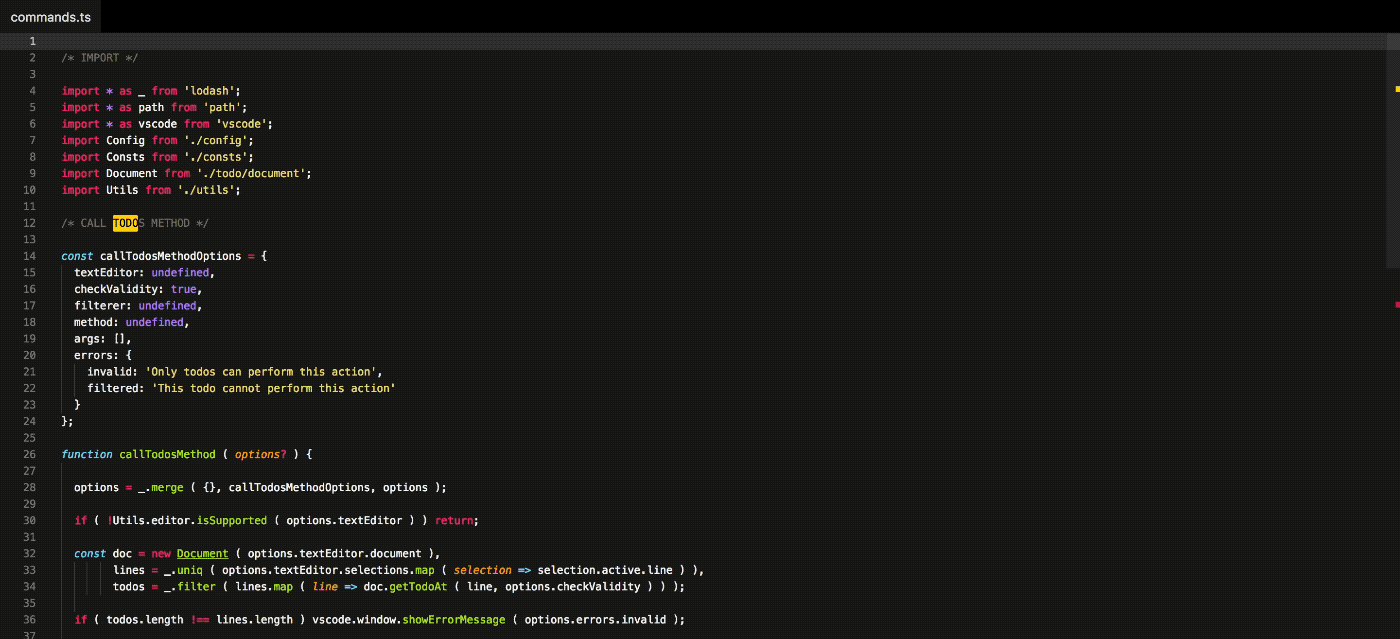 commands.ts
1
2 /* IMPORT */
3
4 import * as _ from 'lodash';
5 import * as path from 'path';
6 import * as vscode from 'vscode';
7 import Config from './config';
8 import Consts from './consts';
9 import Document from './todo/document';
10 import Utils from './utils';
11
12 /* CALL TODOS METHOD */
13
14 const callTodosMethodOptions = {
15 textEditor: undefined,
16 checkValidity: true,
17 filterer: undefined,
18 method: undefined,
19 args: [],
20 errors: {
21 invalid: 'Only todos can perform this action',
22 filtered: 'This todo cannot perform this action'
23 }
24 };
25
26 function callTodosMethod ( options? ) {
27
28 options = _.merge ( {}, callTodosMethodOptions, options );
29
30 if ( !Utils.editor.isSupported ( options.textEditor ) ) return;
31
32 const doc = new Document ( options.textEditor.document ),
33 lines = _.uniq ( options.textEditor.selections.map ( selection => selection.active.line ) ),
34 todos = _.filter ( lines.map ( line => doc.getTodoAt ( line, options.checkValidity ) ) );
35
36 if ( todos.length !== lines.length ) vscode.window.showErrorMessage ( options.errors.invalid );
37